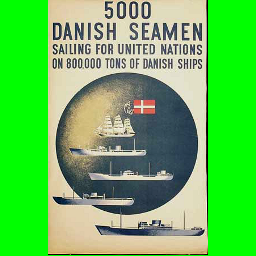 5000
DANISH SEAMEN
SAILING FOR UNITED NATIONS
ON 800,000 TONS OF DANISH SHIPS